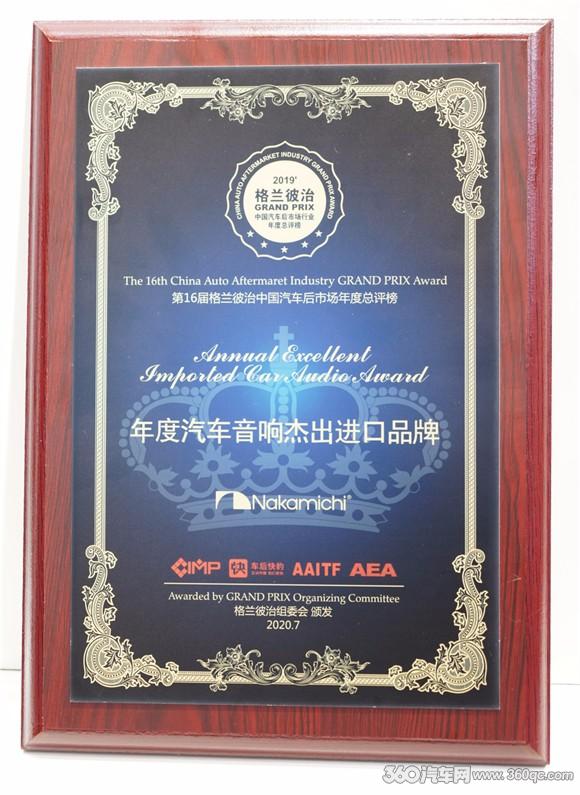 CHINA AUTO AFTERMARKET INDUSTRY GRAND PRIX AWARD
2019'
格兰彼治
GRAND PRIX
中国汽车后市场行业
年度总评榜
The 16th China Auto Aftermaret Industry GRAND PRIX Award
第16届格兰彼治中国汽车后市场年度总评榜
Annual Excellent
Imported Car Audio Award
年度汽车音响杰出进口品牌
Nakamichi®
CIMP 快 车后快约 AAITF AEA
Awarded by GRAND PRIX Organizing Committee
格兰彼治组委会 颁发
2020.7
360汽车网 www.360qc.com